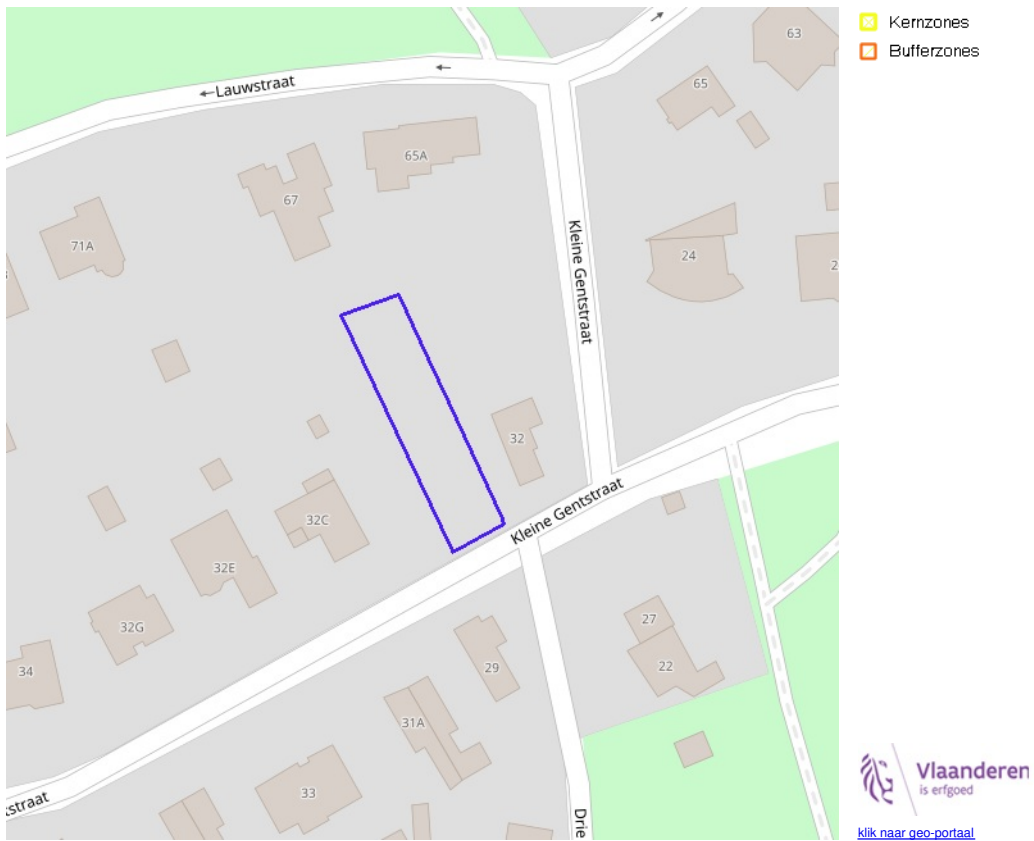 Kernzones
Bufferzones
63
65
←Lauwstraat
65A
67
71A
Kleine Gentstraat
24
2
32
32C
Kleine Gentstraat
32E
32G
27
34
29
22
31A
33
tstraat
Drie
Vlaanderen
is erfgoed
klik naar geo-portaal